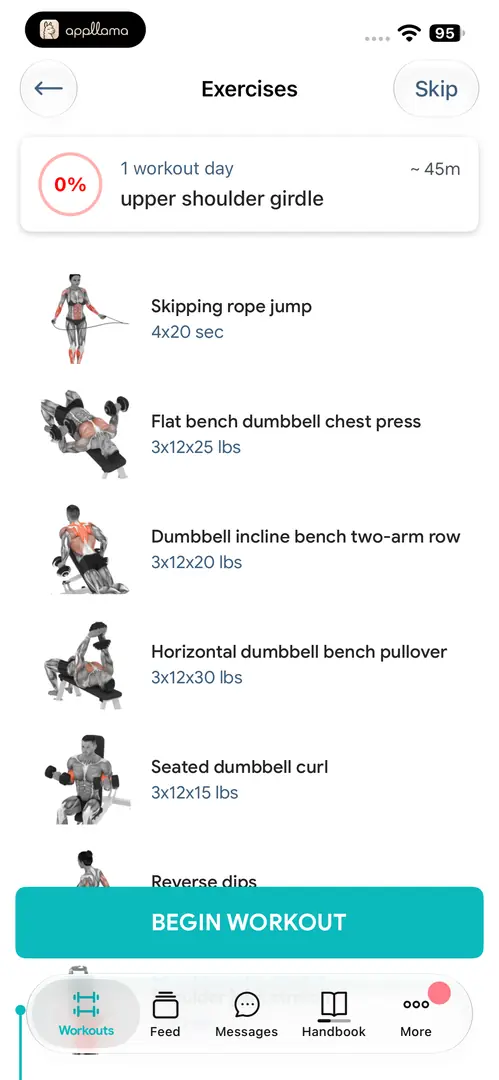 appllama
95
Exercises
Skip
0%
1 workout day
~ 45m
upper shoulder girdle
Skipping rope jump
4x20 sec
Flat bench dumbbell chest press
3x12x25 lbs
Dumbbell incline bench two-arm row
3x12x20 lbs
Horizontal dumbbell bench pullover
3x12x30 lbs
Seated dumbbell curl
3x12x15 lbs
Reverse dips
BEGIN WORKOUT
Workouts
Feed
Messages
Handbook
More